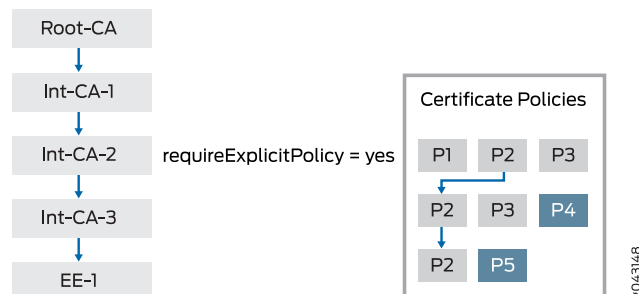 Root-CA
Int-CA-1
Int-CA-2
Int-CA-3
EE-1
requireExplicitPolicy = yes
Certificate Policies
P1 P2 P3
P2 P3 P4
P2 P5